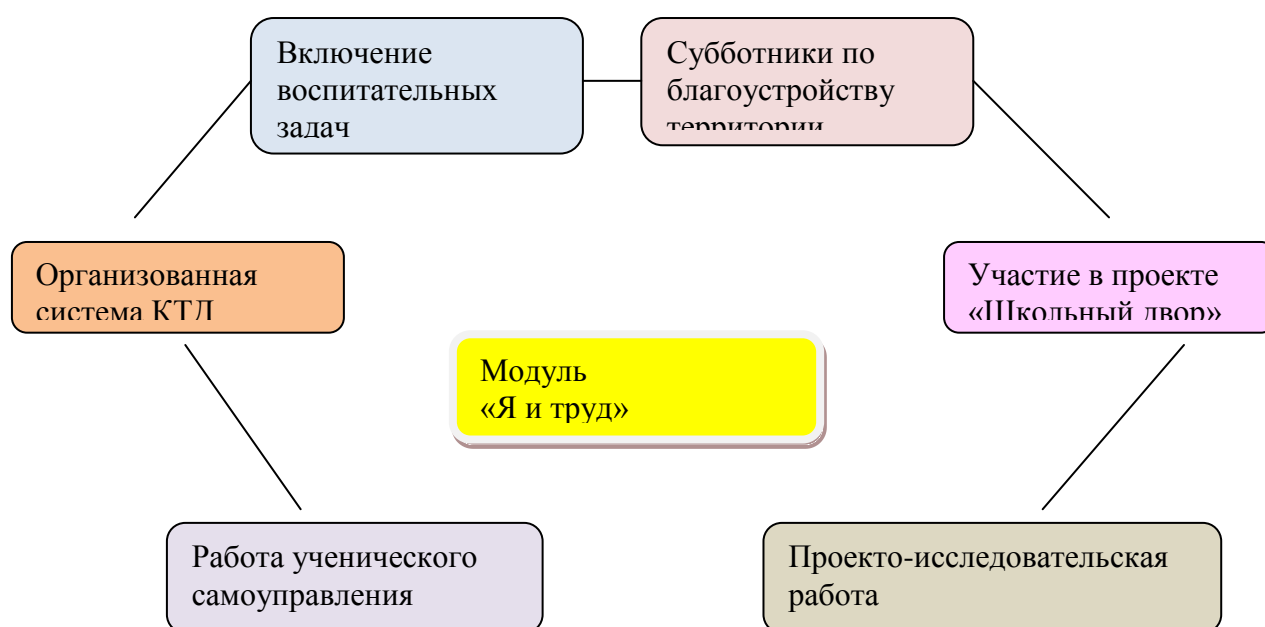 Включение
воспитательных
задач
Субботники по
благоустройству
территории
Организованная
система КТД
Участие в проекте
«Школьный двор»
Модуль
«Я и труд»
Работа ученического
самоуправления
Проекто-исследовательская
работа